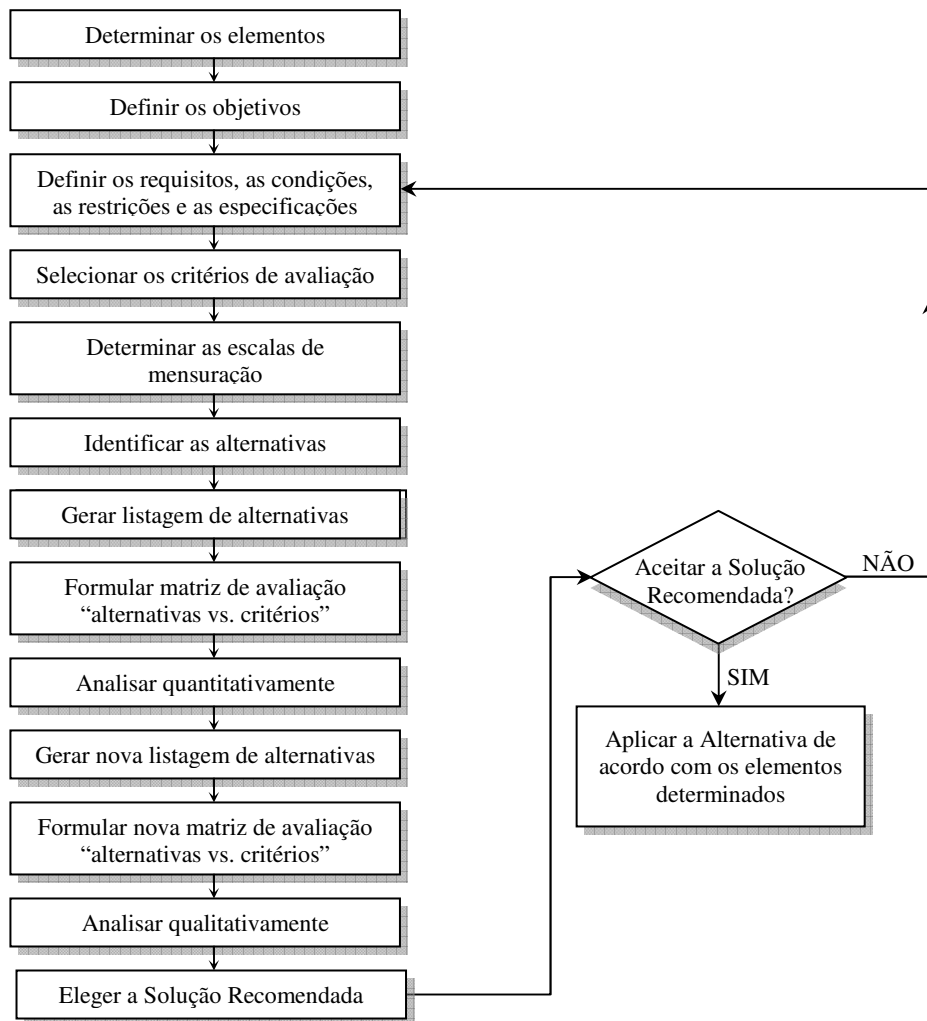 Determinar os elementos
Definir os objetivos
Definir os requisitos, as condições,
as restrições e as especificações
Selecionar os critérios de avaliação
Determinar as escalas de
mensuração
Identificar as alternativas
Gerar listagem de alternativas
Formular matriz de avaliação
“alternativas vs. critérios”
Analisar quantitativamente
Gerar nova listagem de alternativas
Formular nova matriz de avaliação
“alternativas vs. critérios”
Analisar qualitativamente
Eleger a Solução Recomendada
Aceitar a Solução
Recomendada?
NÃO
SIM
Aplicar a Alternativa de
acordo com os elementos
determinados